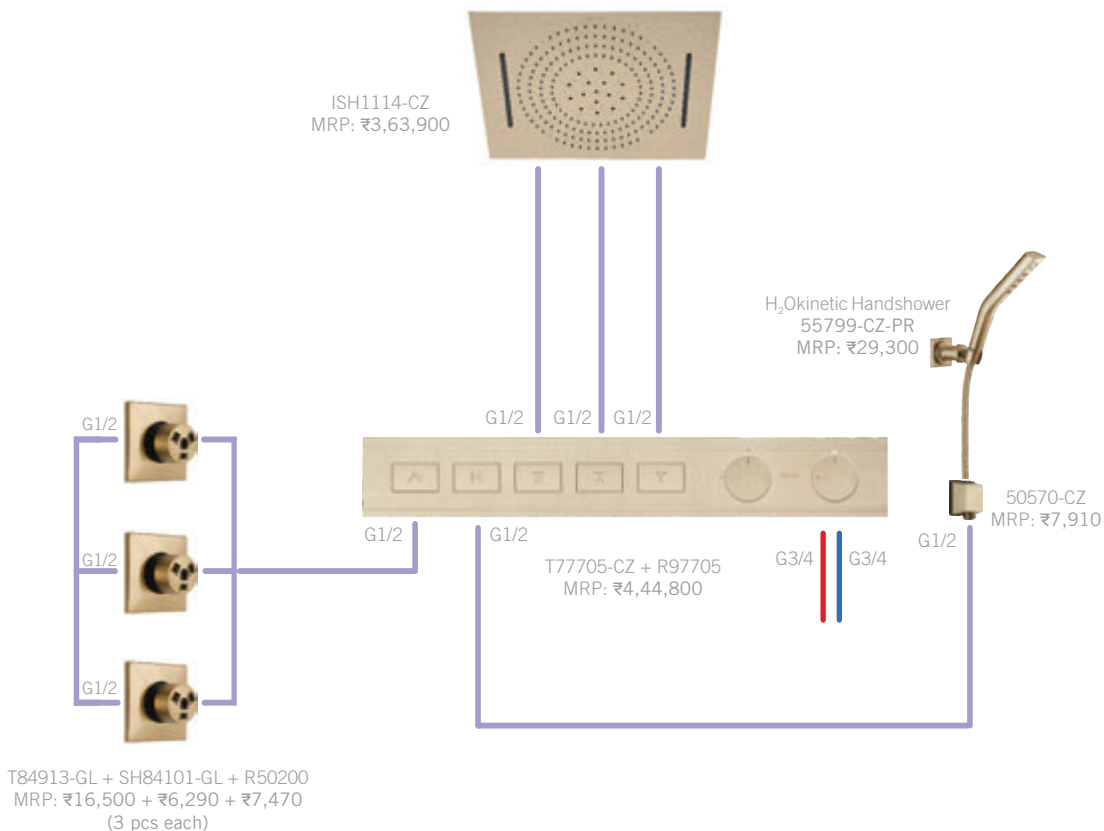 ISH1114-CZ
MRP: ₹3,63,900
H₂Okinetic Handshower
55799-CZ-PR
MRP: ₹29,300
G1/2
G1/2
G1/2
G1/2
G1/2
G1/2
G1/2
G1/2
T77705-CZ + R97705
MRP: ₹4,44,800
G3/4
G3/4
50570-CZ
MRP: ₹7,910
G1/2
T84913-GL + SH84101-GL + R50200
MRP: ₹16,500 + ₹6,290 + ₹7,470
(3 pcs each)